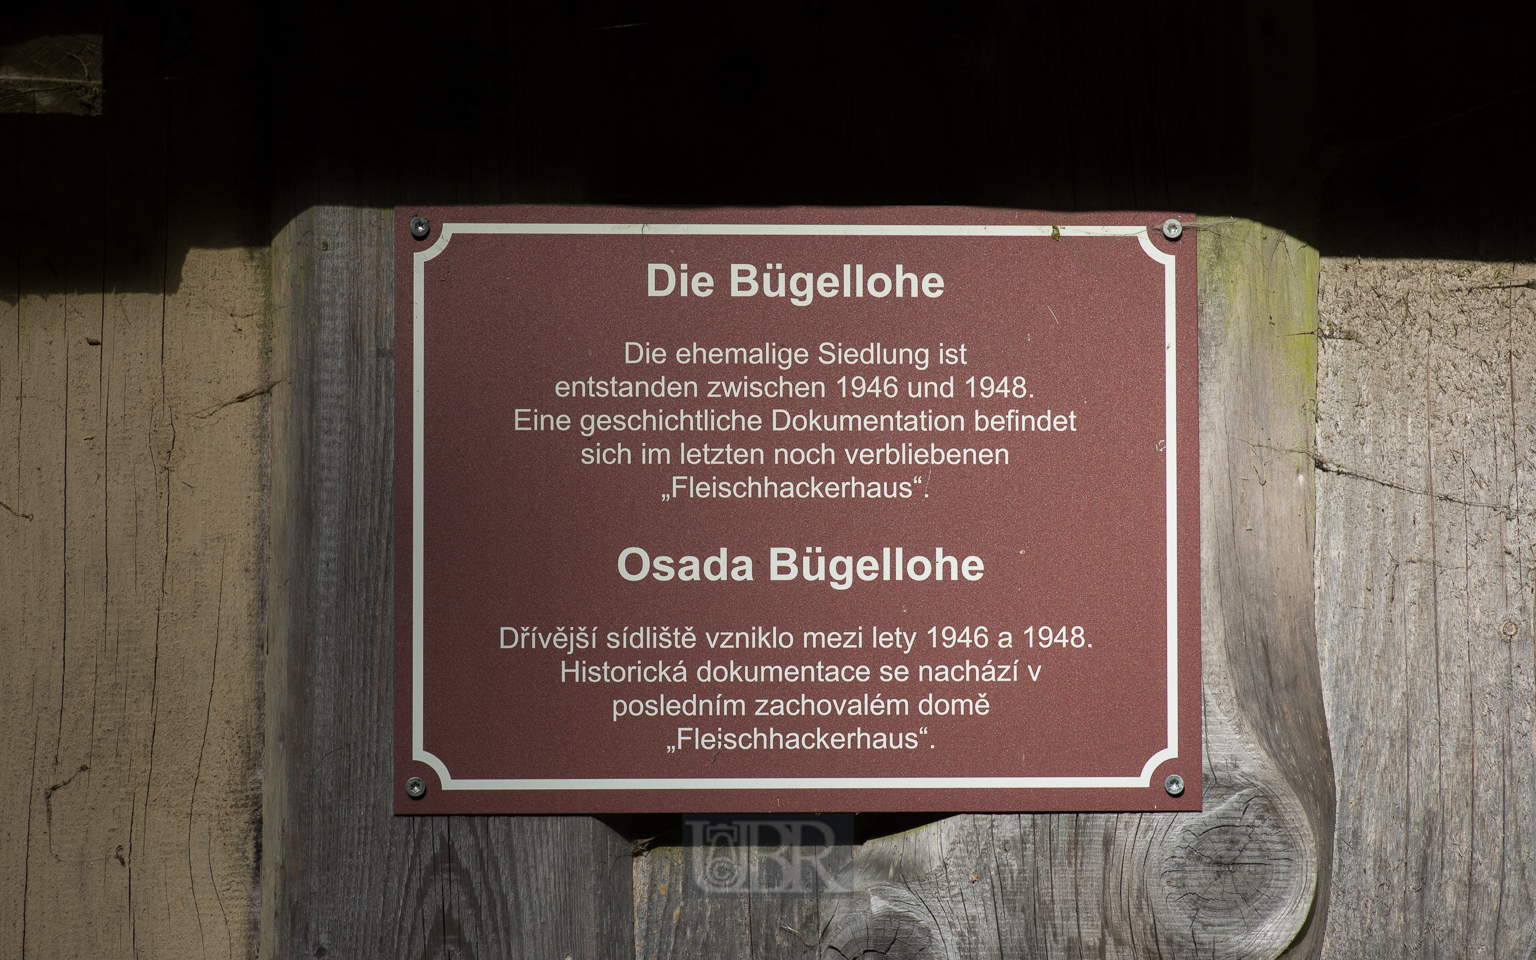 Die Bügellohe
Die ehemalige Siedlung ist
entstanden zwischen 1946 und 1948.
Eine geschichtliche Dokumentation befindet
sich im letzten noch verbliebenen
„Fleischhackerhaus“.
Osada Bügellohe
Dřívější sídliště vzniklo mezi lety 1946 a 1948.
Historická dokumentace se nachází v
posledním zachovalém domě
„Fleischhackerhaus“.
UBR